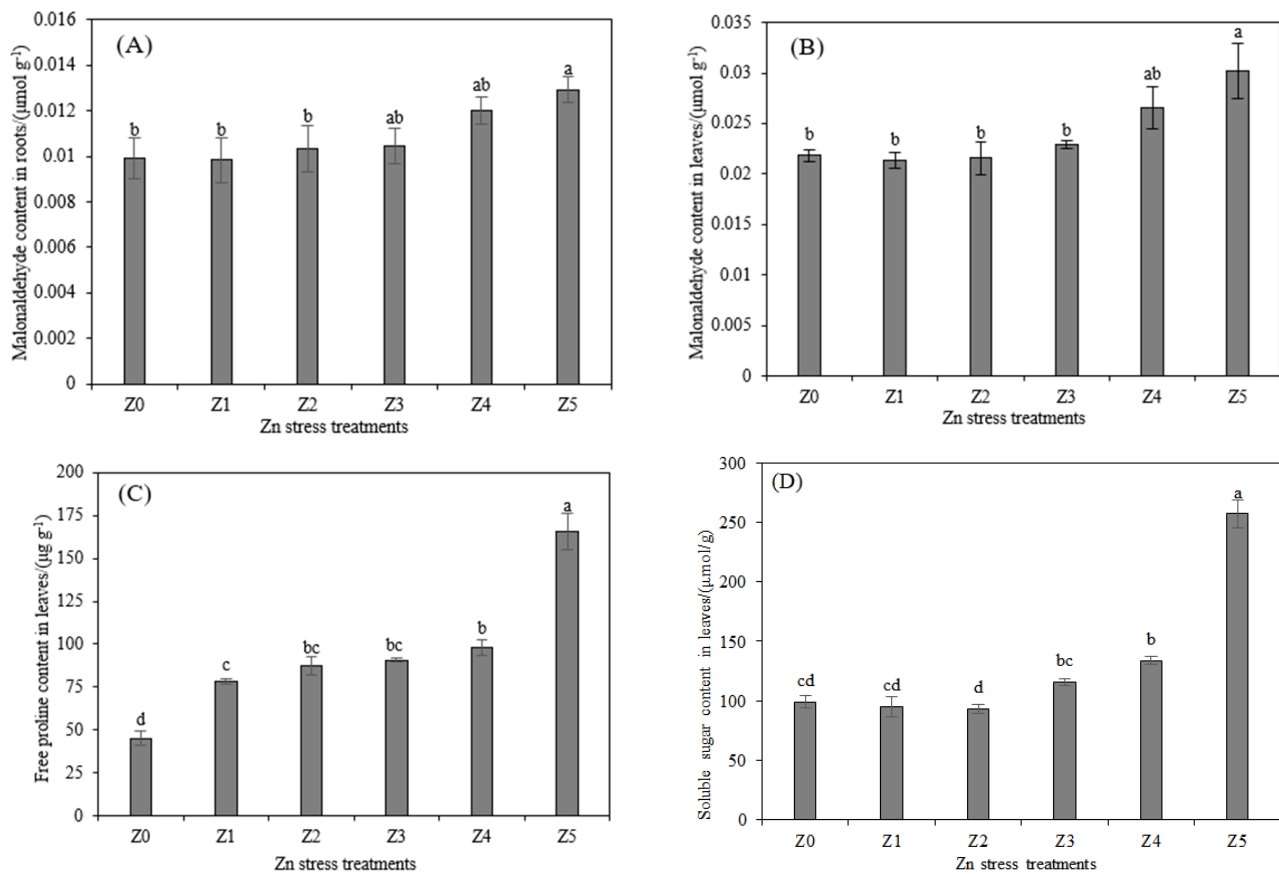 (A)
Malonaldehyde content in roots/(μmol g⁻¹)
0.016
0.014
0.012
0.01
0.008
0.006
0.004
0.002
0
b b b ab ab a
Z0 Z1 Z2 Z3 Z4 Z5
Zn stress treatments
(B)
Malonaldehyde content in leaves/(μmol g⁻¹)
0.035
0.03
0.025
0.02
0.015
0.01
0.005
0
b b b b ab a
Z0 Z1 Z2 Z3 Z4 Z5
Zn stress treatments
(C)
Free proline content in leaves/(μg g⁻¹)
200
175
150
125
100
75
50
25
0
d c bc bc b a
Z0 Z1 Z2 Z3 Z4 Z5
Zn stress treatments
(D)
Soluble sugar content in leaves/(μmol/g)
300
250
200
150
100
50
0
cd cd d bc b a
Z0 Z1 Z2 Z3 Z4 Z5
Zn stress treatments